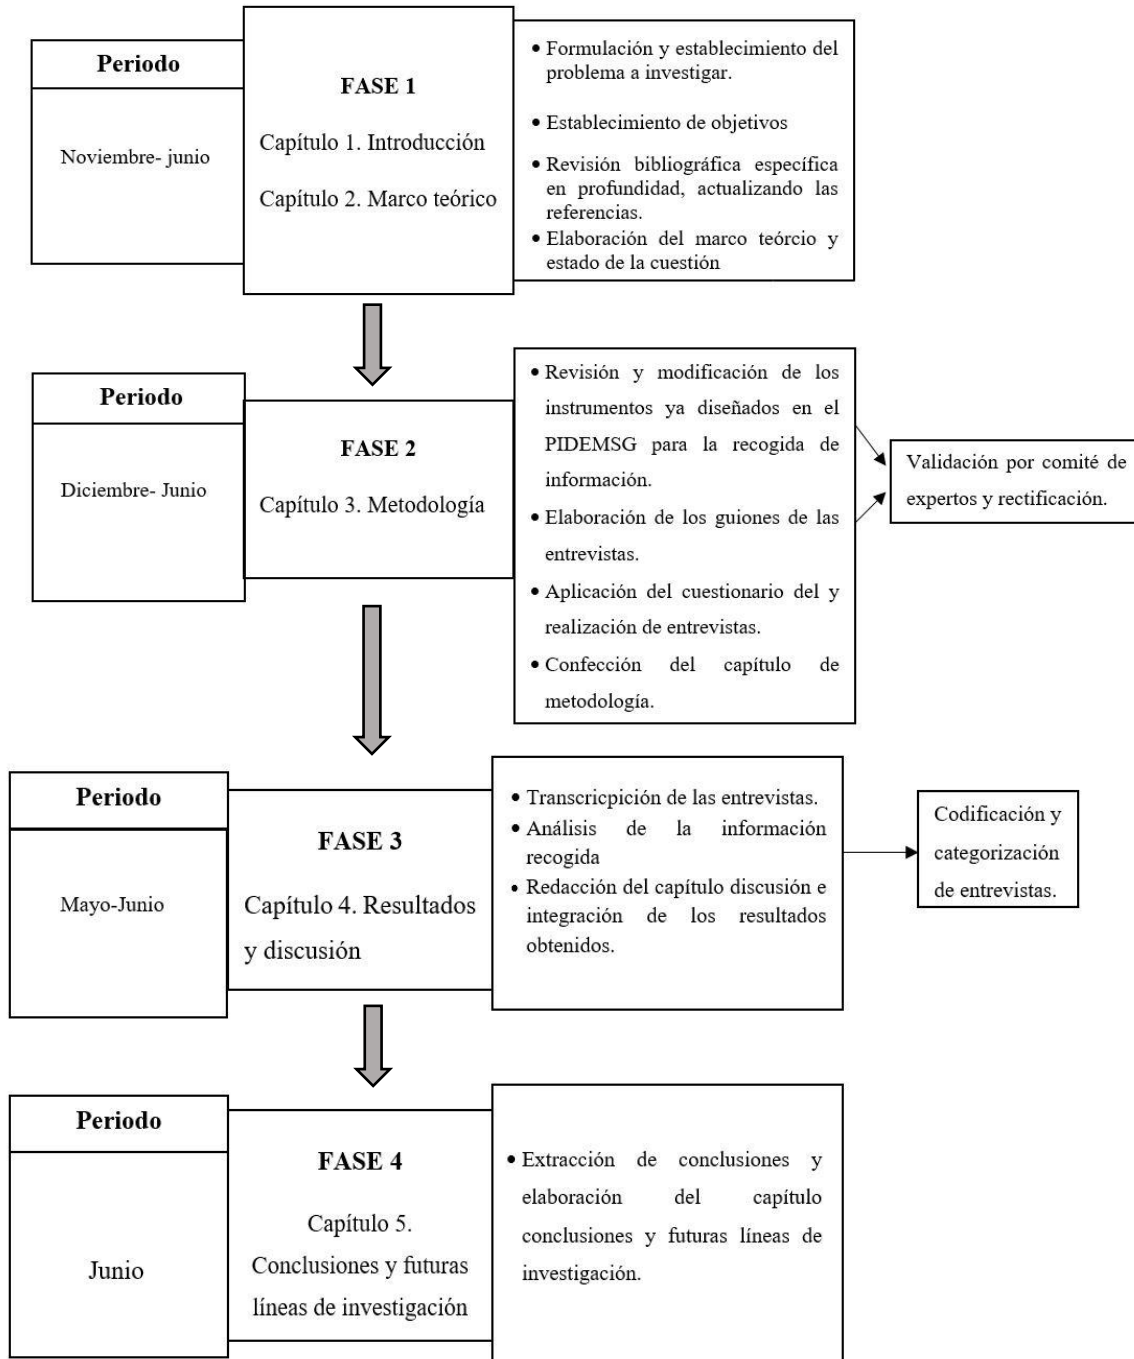 Periodo
Noviembre- junio
FASE 1
Capítulo 1. Introducción
Capítulo 2. Marco teórico
• Formulación y establecimiento del
problema a investigar.
• Establecimiento de objetivos
• Revisión bibliográfica específica
en profundidad, actualizando las
referencias.
• Elaboración del marco teórcio y
estado de la cuestión
Periodo
Diciembre- Junio
FASE 2
Capítulo 3. Metodología
• Revisión y modificación de los
instrumentos ya diseñados en el
PIDEMSG para la recogida de
información.
• Elaboración de los guiones de las
entrevistas.
• Aplicación del cuestionario del y
realización de entrevistas.
• Confección del capítulo de
metodología.
Validación por comité de
expertos y rectificación.
Periodo
Mayo-Junio
FASE 3
Capítulo 4. Resultados
y discusión
• Transcricpición de las entrevistas.
• Análisis de la información
recogida
• Redacción del capítulo discusión e
integración de los resultados
obtenidos.
Codificación y
categorización
de entrevistas.
Periodo
Junio
FASE 4
Capítulo 5.
Conclusiones y futuras
líneas de investigación
• Extracción de conclusiones y
elaboración del capítulo
conclusiones y futuras líneas de
investigación.